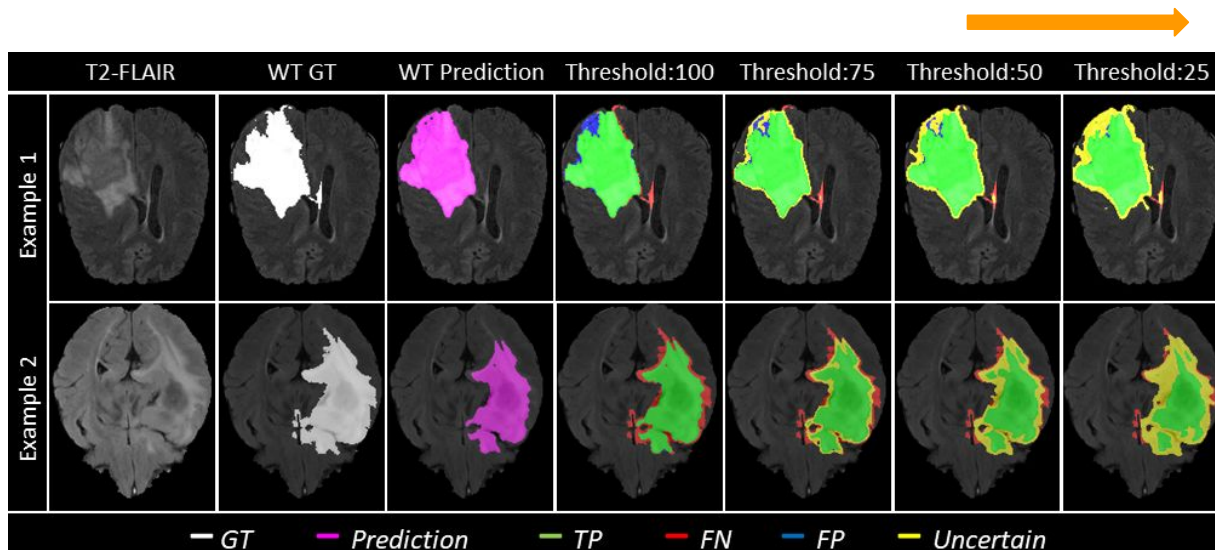 T2-FLAIR WT GT WT Prediction Threshold:100 Threshold:75 Threshold:50 Threshold:25
Example 1
Example 2
GT Prediction TP FN FP Uncertain